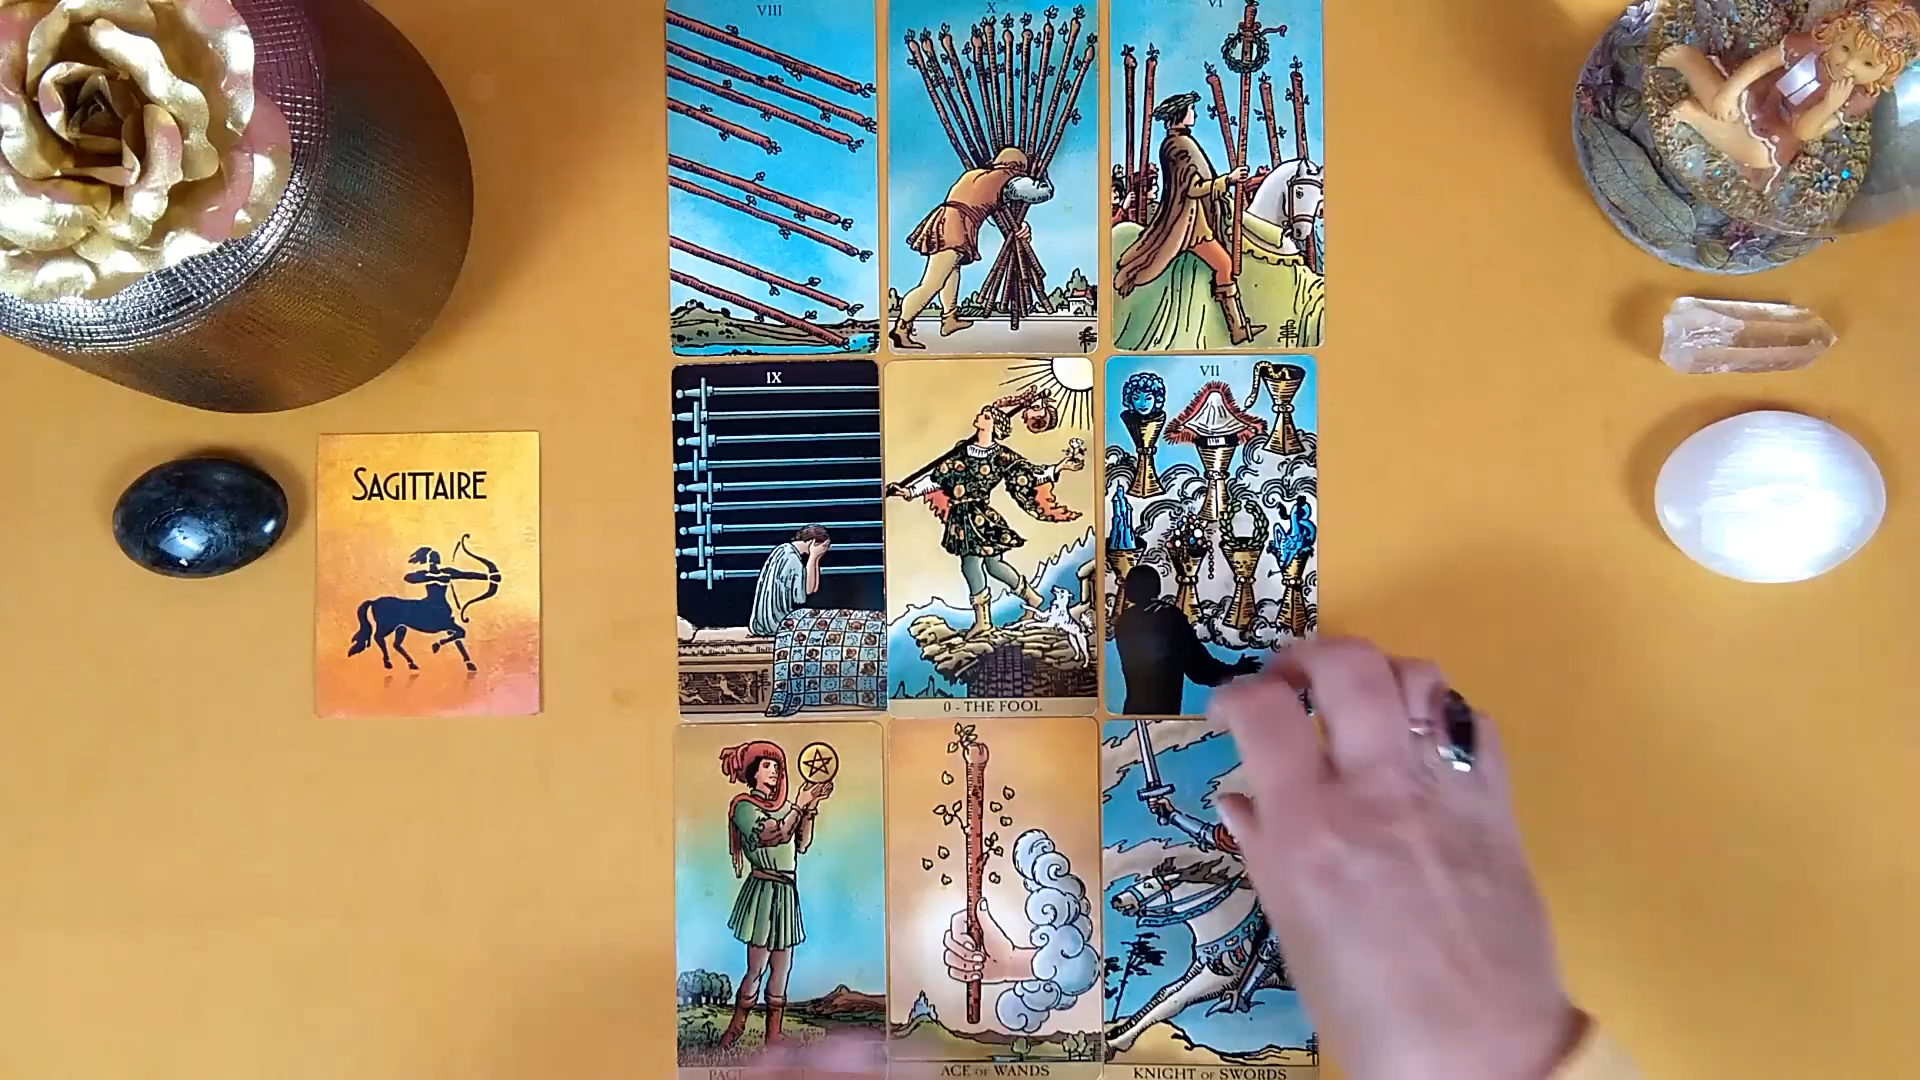 VIII
X
VI
IX
VII
SAGITTAIRE
0 - THE FOOL
ACE OF WANDS
KNIGHT OF SWORDS